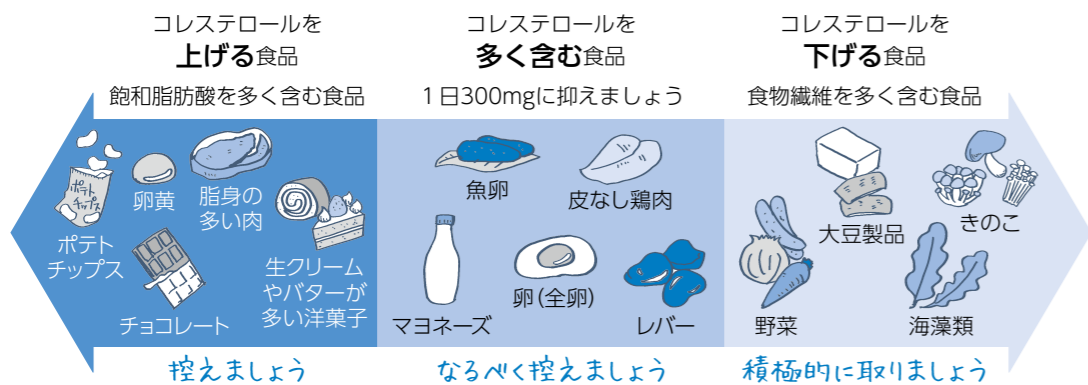 コレステロールを
上げる食品
飽和脂肪酸を多く含む食品
ポテト
チップス
ポテト
チップス
卵黄
脂身の
多い肉
チョコレート
生クリーム
やバターが
多い洋菓子
控えましょう
コレステロールを
多く含む食品
1日300mgに抑えましょう
魚卵
皮なし鶏肉
マヨネーズ
卵(全卵)
レバー
なるべく控えましょう
コレステロールを
下げる食品
食物繊維を多く含む食品
大豆製品
きのこ
野菜
海藻類
積極的に取りましょう